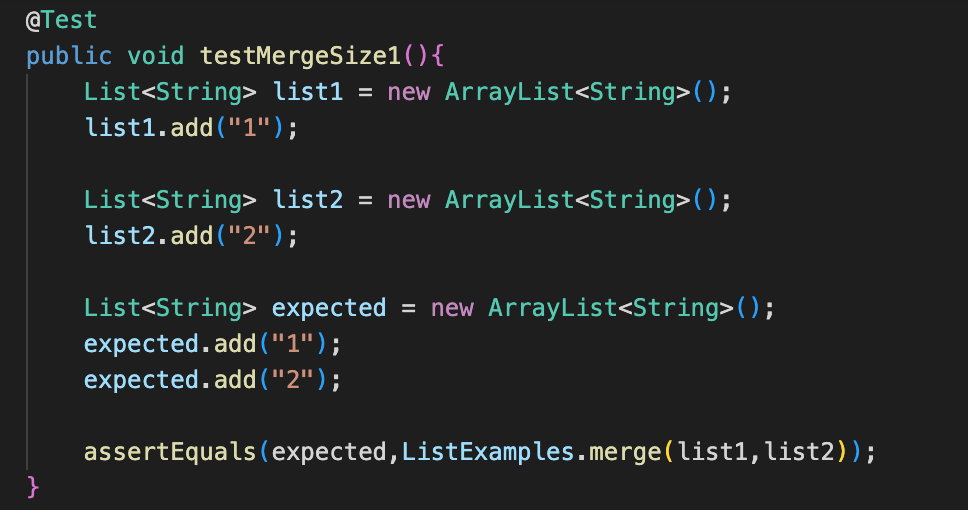 @Test
public void testMergeSize1(){
    List<String> list1 = new ArrayList<String>();
    list1.add("1");

    List<String> list2 = new ArrayList<String>();
    list2.add("2");

    List<String> expected = new ArrayList<String>();
    expected.add("1");
    expected.add("2");

    assertEquals(expected,ListExamples.merge(list1,list2));
}